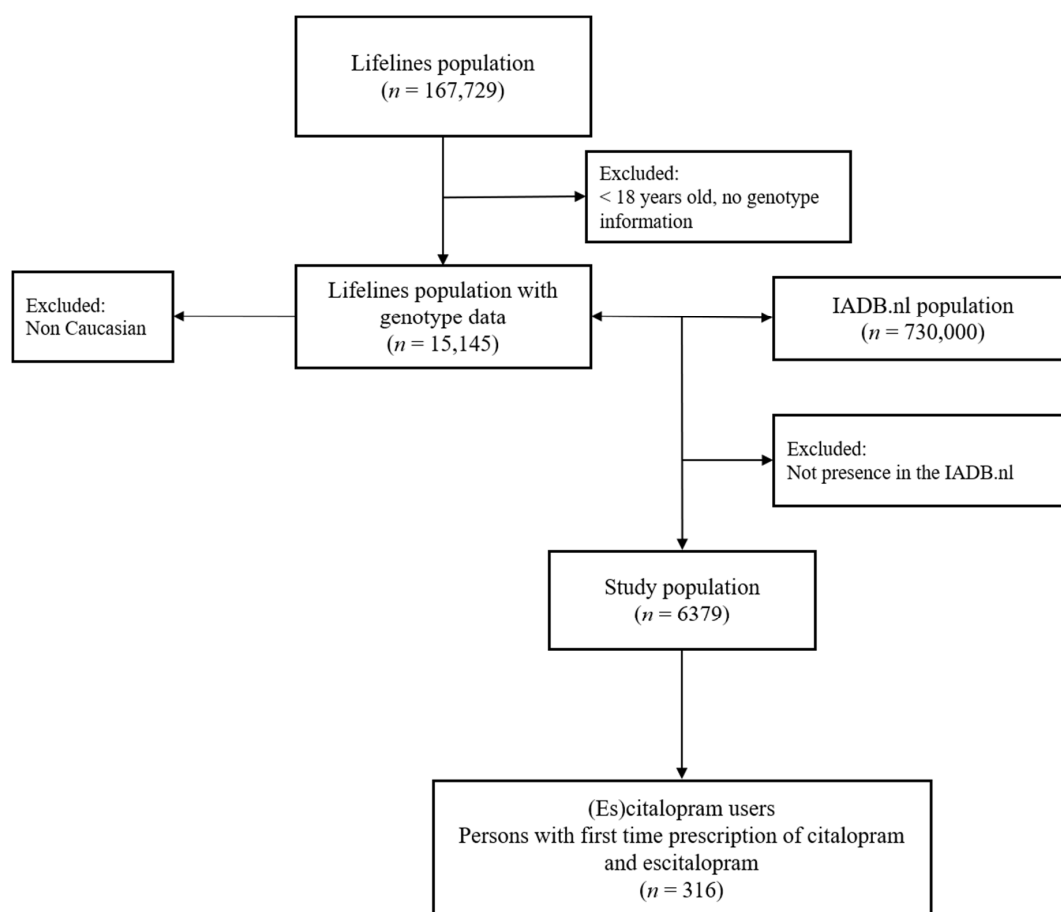 Lifelines population
(n = 167,729)
Excluded:
< 18 years old, no genotype
information
Excluded:
Non Caucasian
Lifelines population with
genotype data
(n = 15,145)
IADB.nl population
(n = 730,000)
Excluded:
Not presence in the IADB.nl
Study population
(n = 6379)
(Es)citalopram users
Persons with first time prescription of citalopram
and escitalopram
(n = 316)